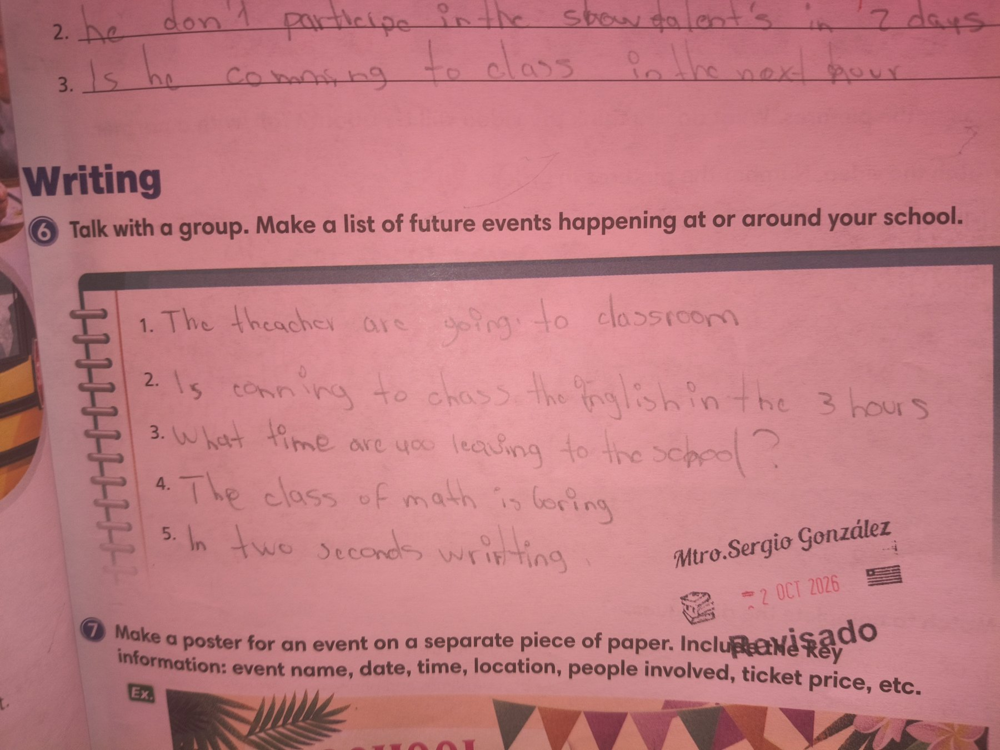 2. he don't participe in the show talent's in 2 days
3. Is he comming to class in the next hour
Writing
6 Talk with a group. Make a list of future events happening at or around your school.
1. The theacher are going to classroom
2. Is conning to chass the English in the 3 hours
3. What time are you leaving to the school?
4. The class of math is boring
5. In two seconds writting.
Mtro. Sergio González
2 OCT 2026
Revisado
7 Make a poster for an event on a separate piece of paper. Include the key
information: event name, date, time, location, people involved, ticket price, etc.
Ex.